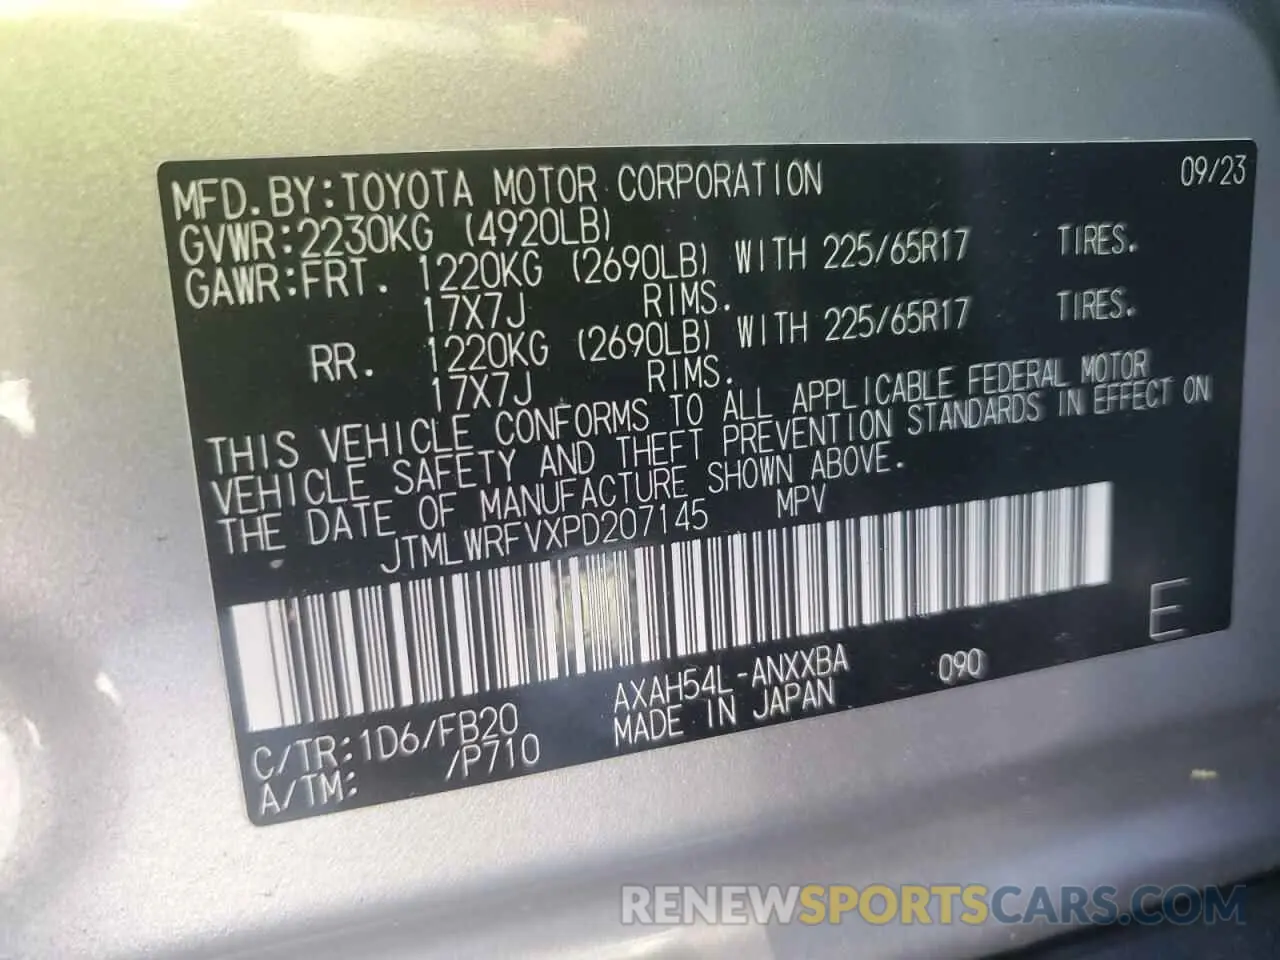 MFD.BY:TOYOTA MOTOR CORPORATION 09/23
GVWR:2230KG (4920LB)
GAWR:FRT. 1220KG (2690LB) WITH 225/65R17 TIRES.
17X7J RIMS.
RR. 1220KG (2690LB) WITH 225/65R17 TIRES.
17X7J RIMS.
THIS VEHICLE CONFORMS TO ALL APPLICABLE FEDERAL MOTOR
VEHICLE SAFETY AND THEFT PREVENTION STANDARDS IN EFFECT ON
THE DATE OF MANUFACTURE SHOWN ABOVE.
JTMLWRFVXPD207145 MPV
E
AXAH54L-ANXXBA 090
C/TR:1D6/FB20 MADE IN JAPAN
A/TM: /P710
RENEWSPORTSCARS.COM